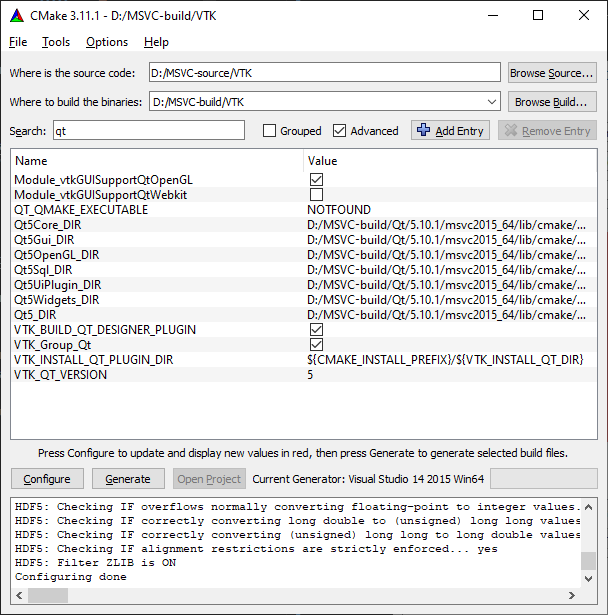 CMake 3.11.1 - D:/MSVC-build/VTK
File Tools Options Help
Where is the source code: D:/MSVC-source/VTK Browse Source...
Where to build the binaries: D:/MSVC-build/VTK Browse Build...
Search: qt Grouped Advanced Add Entry Remove Entry
Name Value
Module_vtkGUISupportQtOpenGL
Module_vtkGUISupportQtWebkit
QT_QMAKE_EXECUTABLE NOTFOUND
Qt5Core_DIR D:/MSVC-build/Qt/5.10.1/msvc2015_64/lib/cmake/...
Qt5Gui_DIR D:/MSVC-build/Qt/5.10.1/msvc2015_64/lib/cmake/...
Qt5OpenGL_DIR D:/MSVC-build/Qt/5.10.1/msvc2015_64/lib/cmake/...
Qt5Sql_DIR D:/MSVC-build/Qt/5.10.1/msvc2015_64/lib/cmake/...
Qt5UiPlugin_DIR D:/MSVC-build/Qt/5.10.1/msvc2015_64/lib/cmake/...
Qt5Widgets_DIR D:/MSVC-build/Qt/5.10.1/msvc2015_64/lib/cmake/...
Qt5_DIR D:/MSVC-build/Qt/5.10.1/msvc2015_64/lib/cmake/...
VTK_BUILD_QT_DESIGNER_PLUGIN
VTK_Group_Qt
VTK_INSTALL_QT_PLUGIN_DIR ${CMAKE_INSTALL_PREFIX}/${VTK_INSTALL_QT_DIR}
VTK_QT_VERSION 5
Press Configure to update and display new values in red, then press Generate to generate selected build files.
Configure Generate Open Project Current Generator: Visual Studio 14 2015 Win64
HDF5: Checking IF overflows normally converting floating-point to integer values.
HDF5: Checking IF correctly converting long double to (unsigned) long long values
HDF5: Checking IF correctly converting (unsigned) long long to long double values
HDF5: Checking IF alignment restrictions are strictly enforced... yes
HDF5: Filter ZLIB is ON
Configuring done